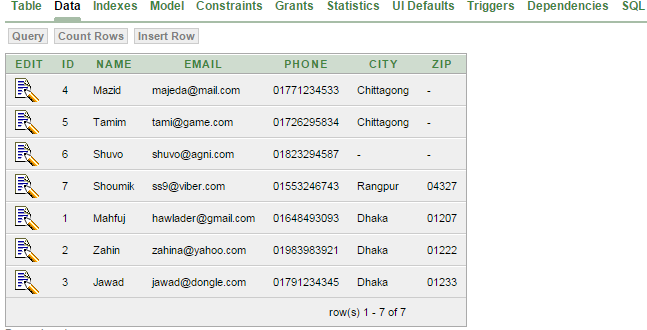 Table Data Indexes Model Constraints Grants Statistics UI Defaults Triggers Dependencies SQL
Query Count Rows Insert Row
EDIT ID NAME EMAIL PHONE CITY ZIP
4 Mazid majeda@mail.com 01771234533 Chittagong -
5 Tamim tami@game.com 01726295834 Chittagong -
6 Shuvo shuvo@agni.com 01823294587 - -
7 Shoumik ss9@viber.com 01553246743 Rangpur 04327
1 Mahfuj hawlader@gmail.com 01648493093 Dhaka 01207
2 Zahin zahina@yahoo.com 01983983921 Dhaka 01222
3 Jawad jawad@dongle.com 01791234345 Dhaka 01233
row(s) 1 - 7 of 7